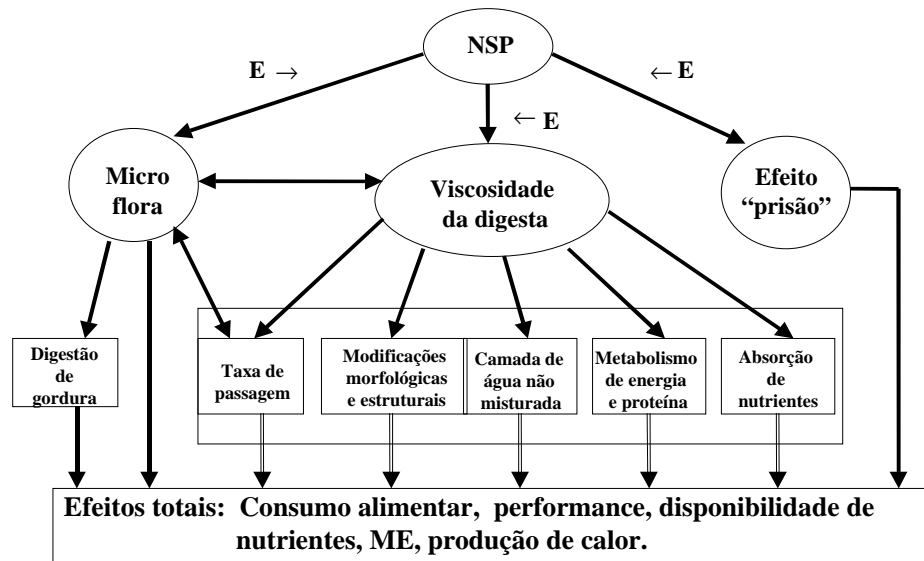 NSP
E →
← E
← E
Micro
flora
Viscosidade
da digesta
Efeito
“prisão”
Digestão
de
gordura
Taxa de
passagem
Modificações
morfológicas
e estruturais
Camada de
água não
misturada
Metabolismo
de energia
e proteína
Absorção
de
nutrientes
Efeitos totais: Consumo alimentar, performance, disponibilidade de
nutrientes, ME, produção de calor.